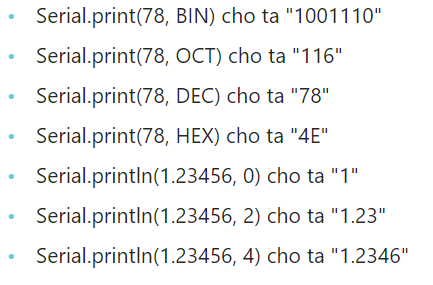 • Serial.print(78, BIN) cho ta "1001110"
• Serial.print(78, OCT) cho ta "116"
• Serial.print(78, DEC) cho ta "78"
• Serial.print(78, HEX) cho ta "4E"
• Serial.println(1.23456, 0) cho ta "1"
• Serial.println(1.23456, 2) cho ta "1.23"
• Serial.println(1.23456, 4) cho ta "1.2346"